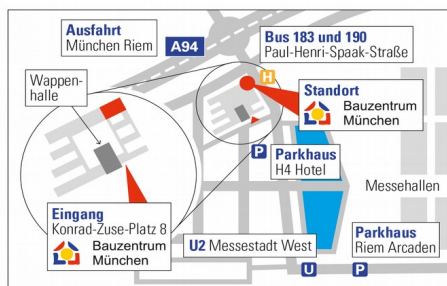 Ausfahrt
München Riem
A94
Bus 183 und 190
Paul-Henri-Spaak-Straße
H
Wappen-
halle
Standort
Bauzentrum
München
P
Parkhaus
H4 Hotel
Messehallen
Eingang
Konrad-Zuse-Platz 8
Bauzentrum
München
U2 Messestadt West
Parkhaus
Riem Arcaden
U
P